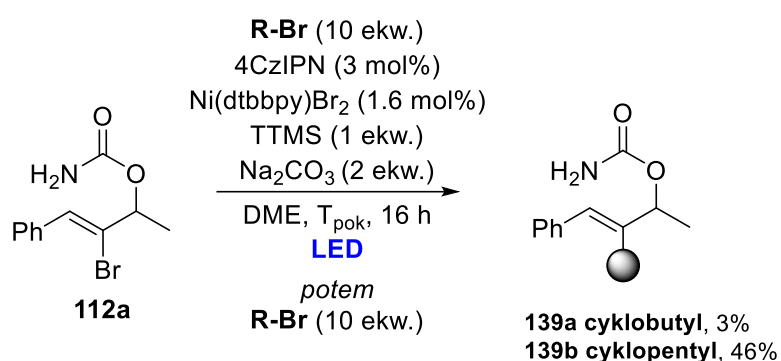 R-Br (10 ekw.)
4CzIPN (3 mol%)
Ni(dtbbpy)Br₂ (1.6 mol%)
TTMS (1 ekw.)
Na₂CO₃ (2 ekw.)
DME, Tₚₒₖ, 16 h
LED
potem
R-Br (10 ekw.)
O
H₂N
O
Ph
Br
112a
O
H₂N
O
Ph
139a cyklobutyl, 3%
139b cyklopentyl, 46%